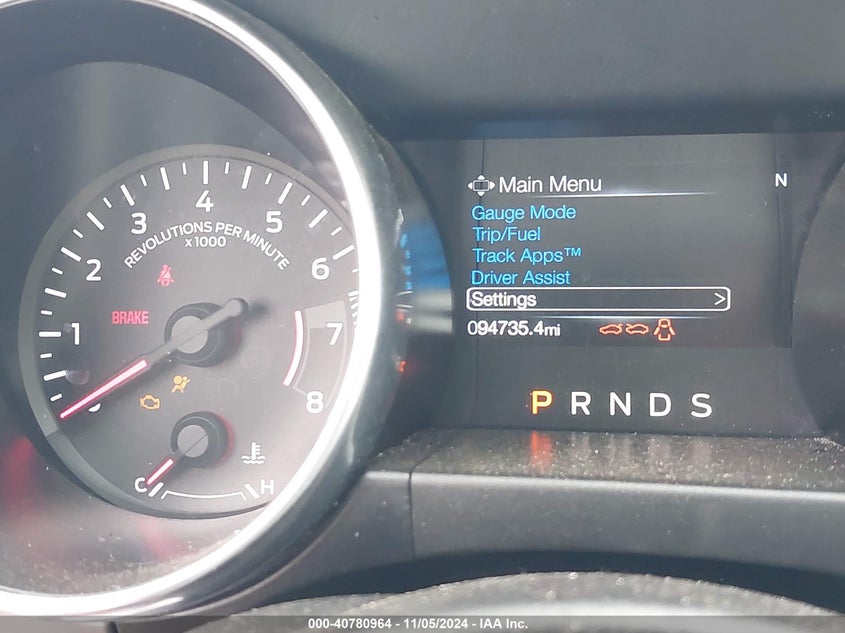 1
2
3
4
5
6
7
8
REVOLUTIONS PER MINUTE
x 1000
BRAKE
C
H
Main Menu
N
Gauge Mode
Trip/Fuel
Track Apps™
Driver Assist
Settings >
094735.4mi
P R N D S
000-40780964 - 11/05/2024 - IAA Inc.